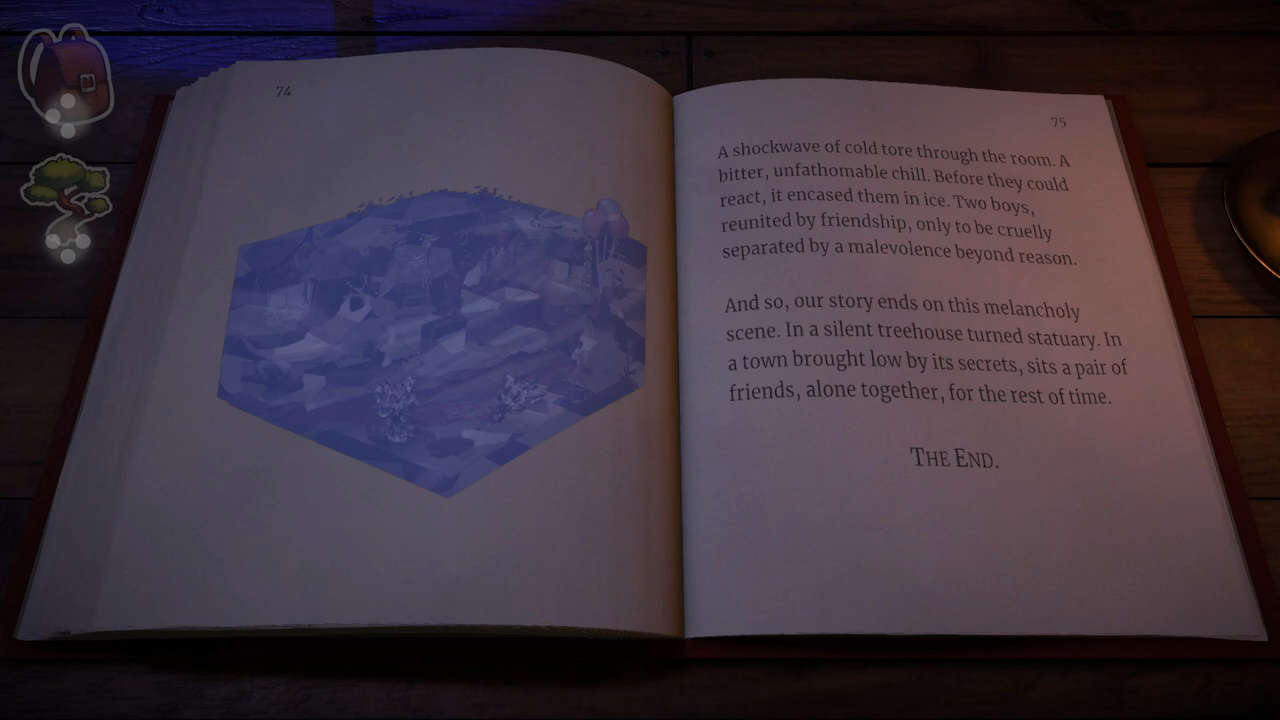 74
75
A shockwave of cold tore through the room. A
bitter, unfathomable chill. Before they could
react, it encased them in ice. Two boys,
reunited by friendship, only to be cruelly
separated by a malevolence beyond reason.
And so, our story ends on this melancholy
scene. In a silent treehouse turned statuary. In
a town brought low by its secrets, sits a pair of
friends, alone together, for the rest of time.
THE END.